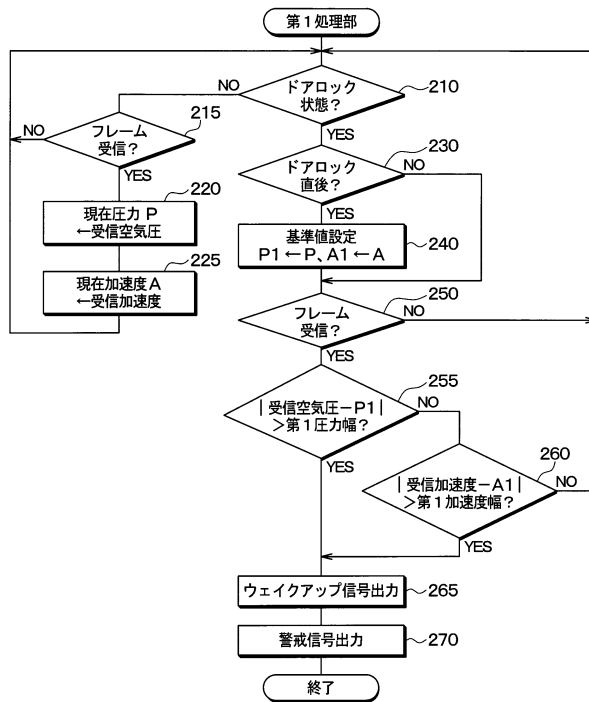 第１処理部
ドアロック
状態？
210
NO
YES
フレーム
受信？
215
NO
YES
現在圧力 P
←受信空気圧
220
現在加速度 A
←受信加速度
225
ドアロック
直後？
230
NO
YES
基準値設定
P1←P、A1←A
240
フレーム
受信？
250
NO
YES
｜受信空気圧－P1｜
＞第１圧力幅？
255
NO
YES
｜受信加速度－A1｜
＞第１加速度幅？
260
NO
YES
ウェイクアップ信号出力
265
警戒信号出力
270
終了